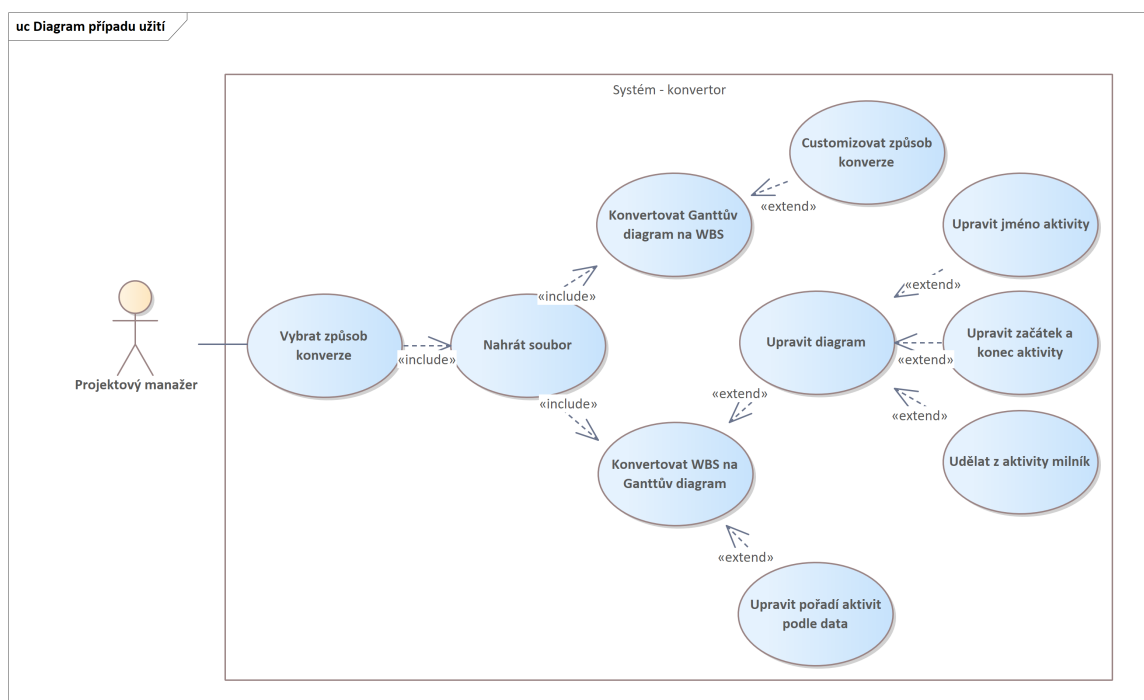 uc Diagram případu užití
Systém - konvertor
Customizovat způsob
konverze
«extend»
Konvertovat Ganttův
diagram na WBS
Upravit jméno aktivity
«include»
«extend»
Projektový manažer
Vybrat způsob
konverze
«include»
Nahrát soubor
Upravit diagram
Upravit začátek a
konec aktivity
«extend»
«include»
«extend»
«extend»
Konvertovat WBS na
Ganttův diagram
Udělat z aktivity milník
«extend»
Upravit pořadí aktivit
podle data